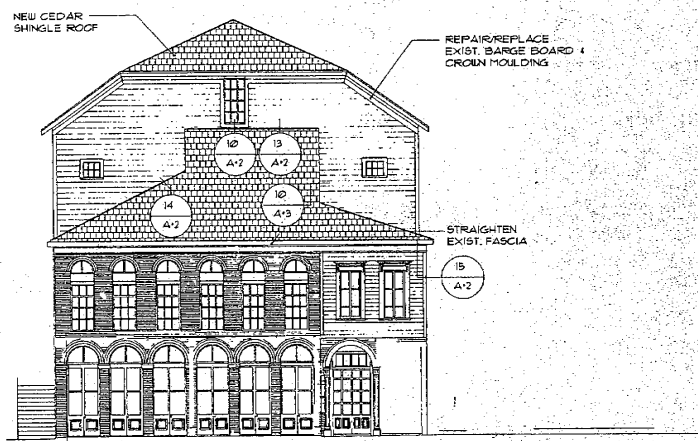 NEW CEDAR
SHINGLE ROOF
REPAIR/REPLACE
EXIST. BARGE BOARD &
CROWN MOULDING
10
A•2
13
A•2
14
A•2
10
A•3
STRAIGHTEN
EXIST. FASCIA
15
A•2